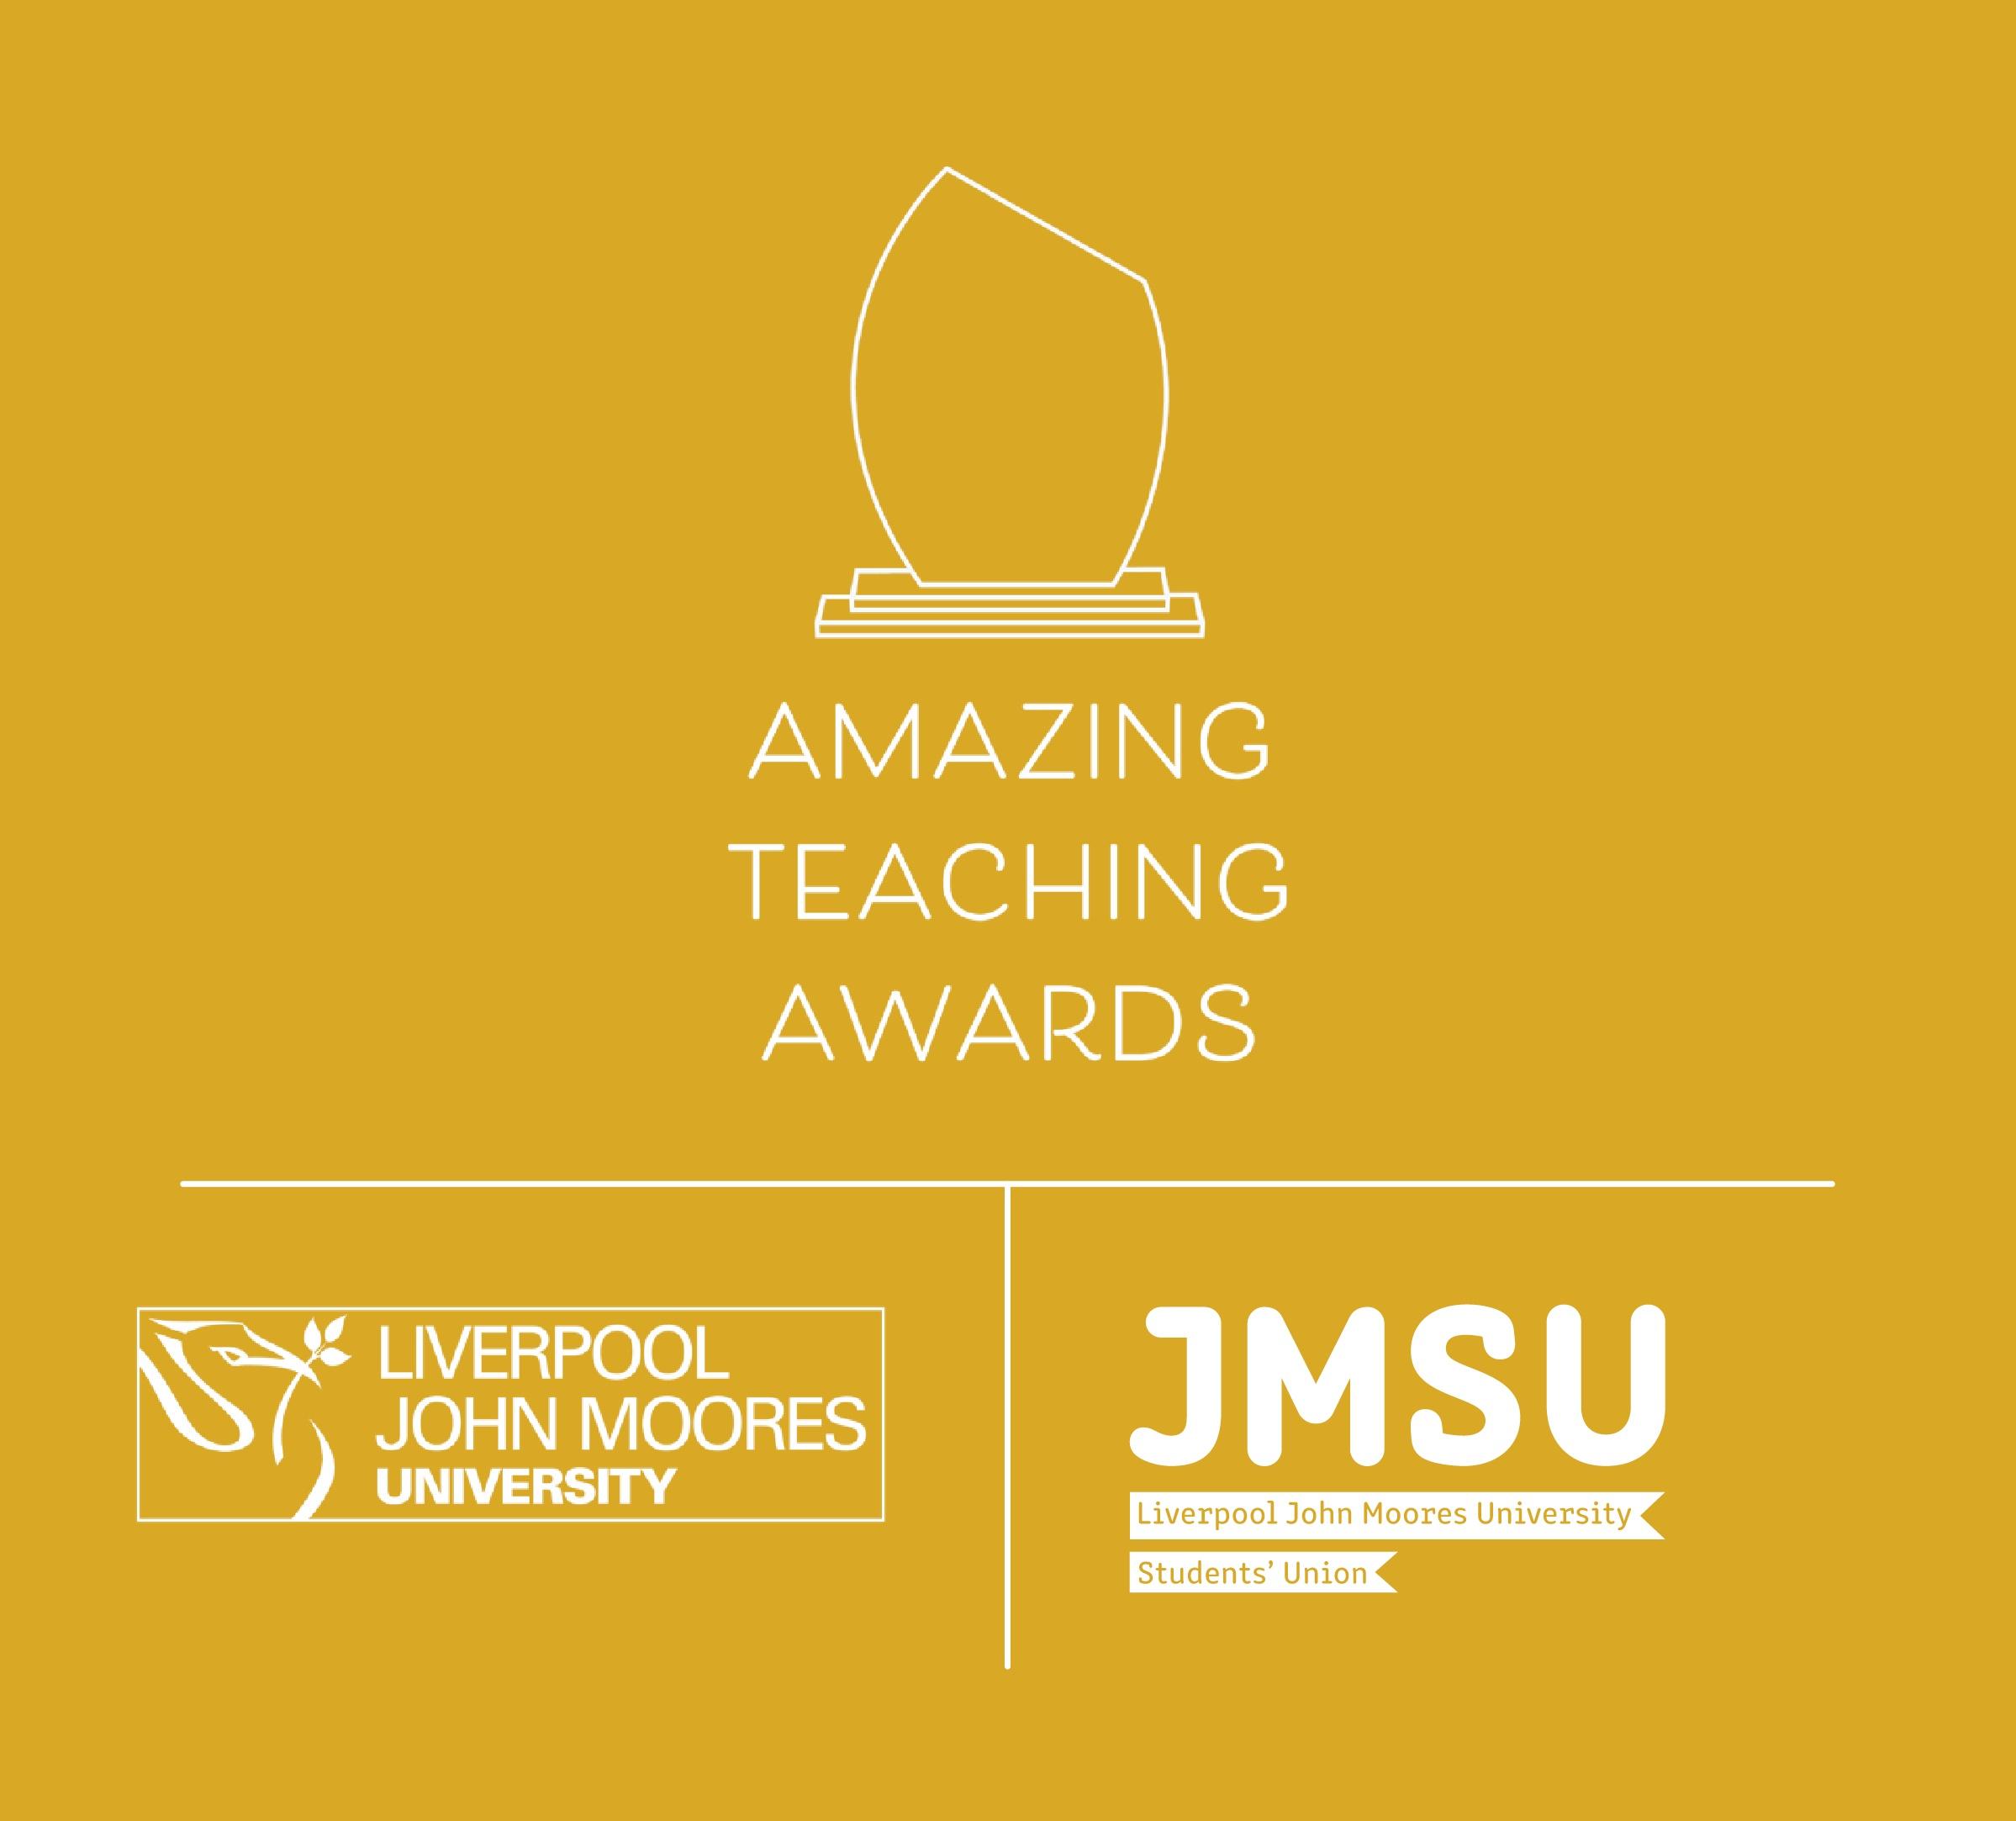 AMAZING
TEACHING
AWARDS
LIVERPOOL
JOHN MOORES
UNIVERSITY
JMSU
Liverpool John Moores University
Students’ Union